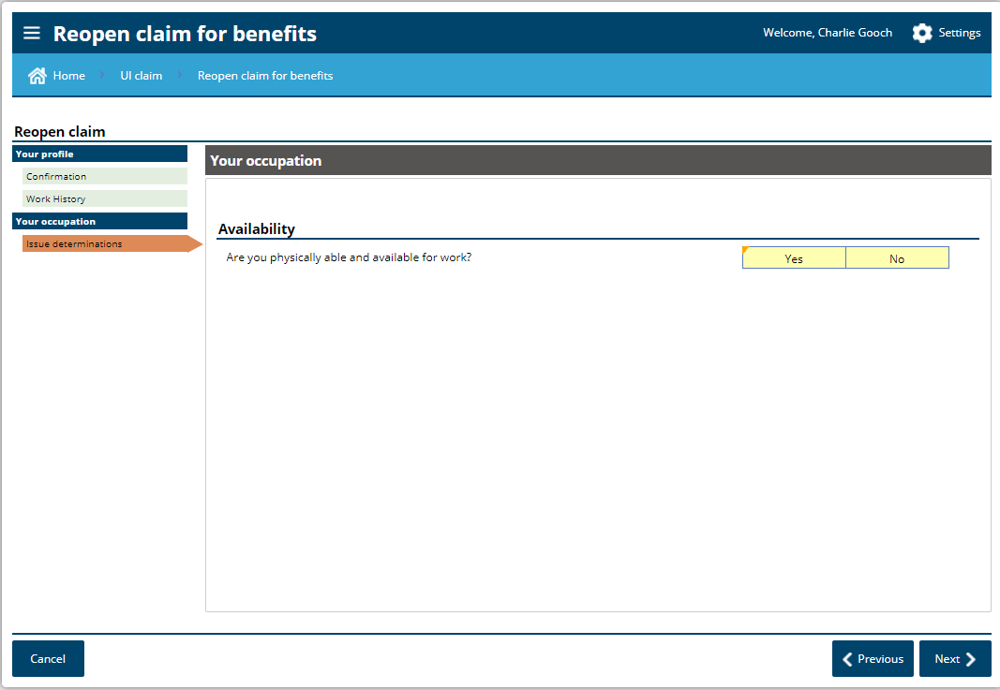 Reopen claim for benefits
Welcome, Charlie Gooch
Settings
Home
UI claim
Reopen claim for benefits
Reopen claim
Your profile
Confirmation
Work History
Your occupation
Issue determinations
Your occupation
Availability
Are you physically able and available for work?
Yes
No
Cancel
Previous
Next